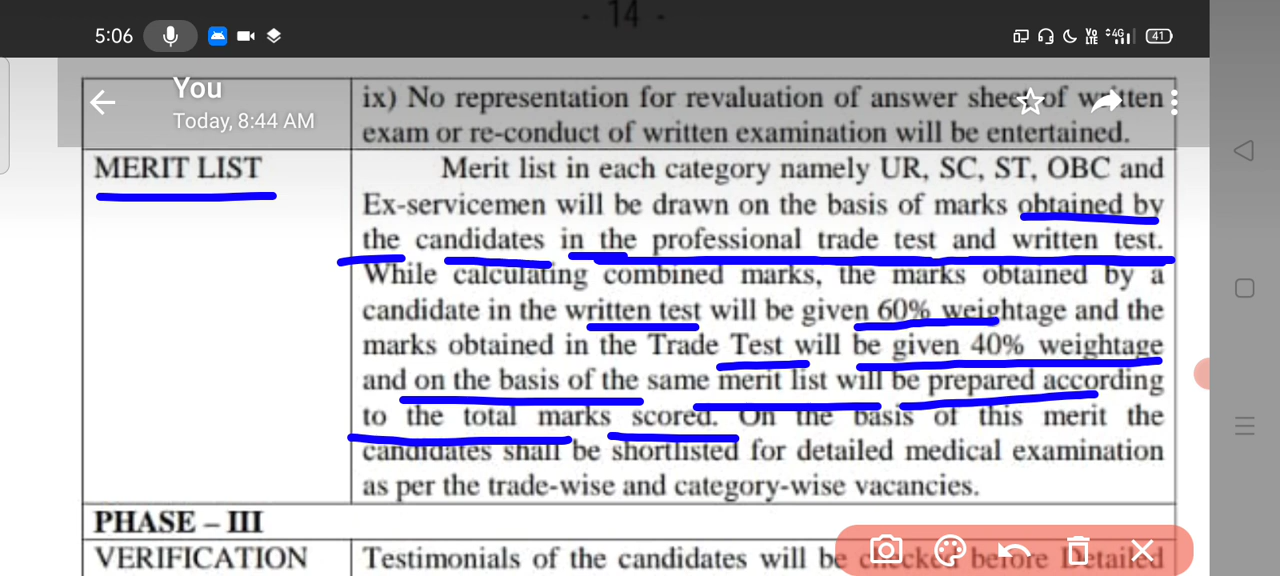 - 14 -
5:06
Vo LTE 4G 41
You
Today, 8:44 AM
ix) No representation for revaluation of answer sheet of written
exam or re-conduct of written examination will be entertained.
MERIT LIST
Merit list in each category namely UR, SC, ST, OBC and
Ex-servicemen will be drawn on the basis of marks obtained by
the candidates in the professional trade test and written test.
While calculating combined marks, the marks obtained by a
candidate in the written test will be given 60% weightage and the
marks obtained in the Trade Test will be given 40% weightage
and on the basis of the same merit list will be prepared according
to the total marks scored. On the basis of this merit the
candidates shall be shortlisted for detailed medical examination
as per the trade-wise and category-wise vacancies.
PHASE – III
VERIFICATION
Testimonials of the candidates will be checked before Detailed